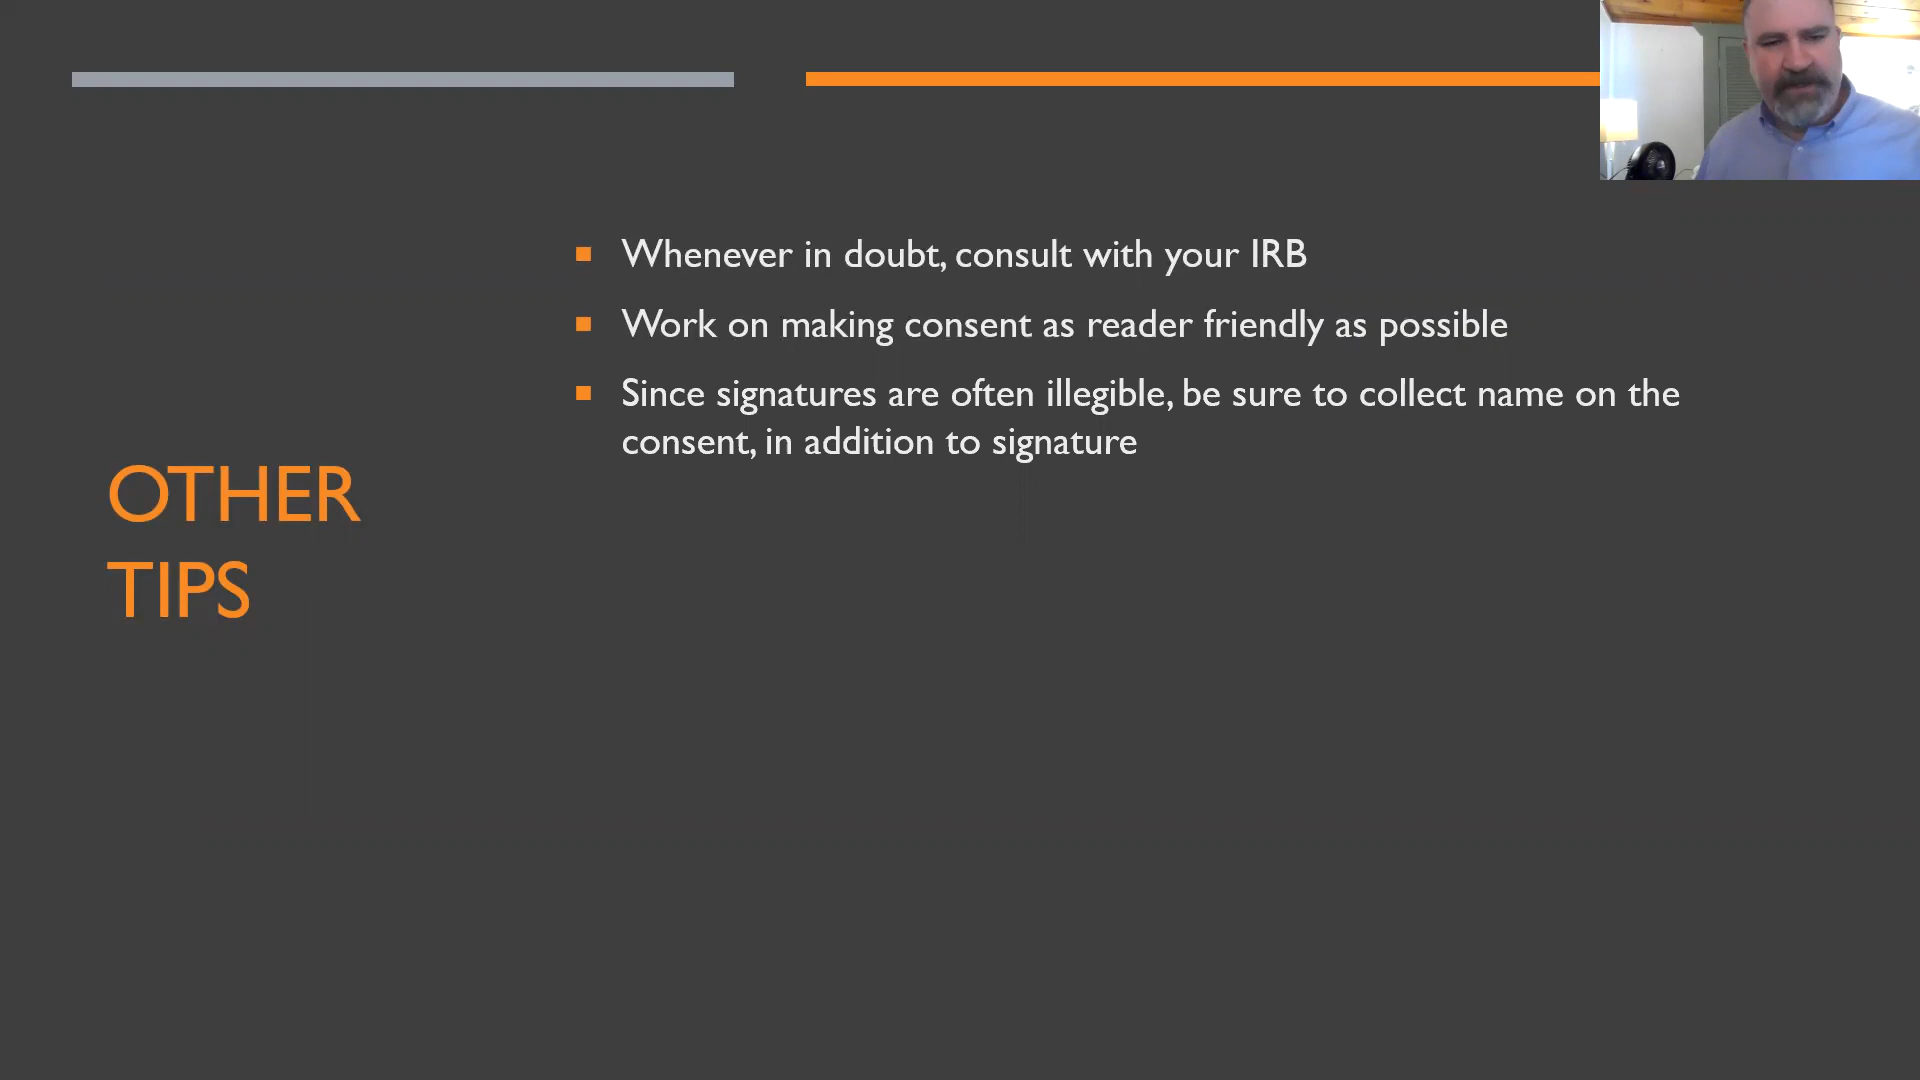 OTHER
TIPS
Whenever in doubt, consult with your IRB
Work on making consent as reader friendly as possible
Since signatures are often illegible, be sure to collect name on the
consent, in addition to signature